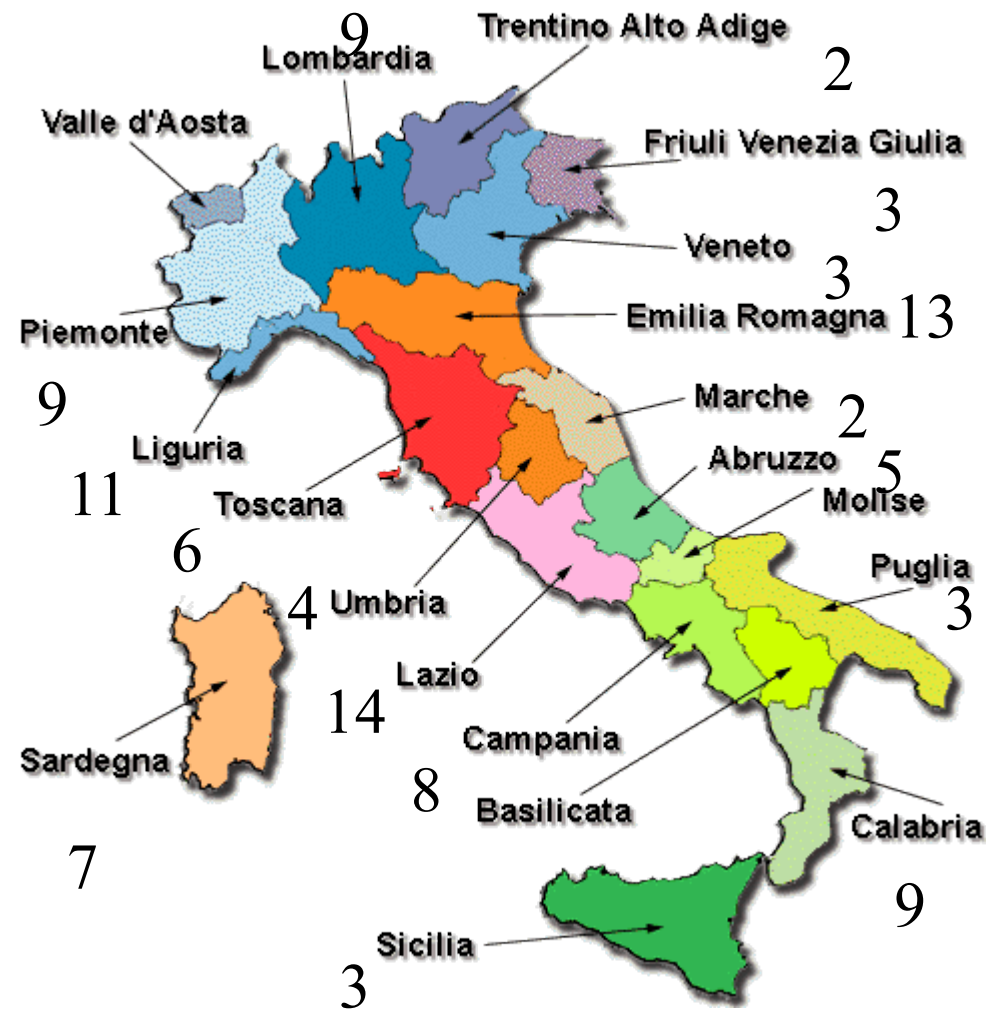 9
Trentino Alto Adige
Lombardia
2
Valle d'Aosta
Friuli Venezia Giulia
3
Veneto
3
Piemonte
Emilia Romagna 13
9
Marche
2
Liguria
Abruzzo
5
11
Toscana
Molise
6
Puglia
4 Umbria
3
Lazio
14
Campania
Sardegna
8
Basilicata
Calabria
7
9
Sicilia
3